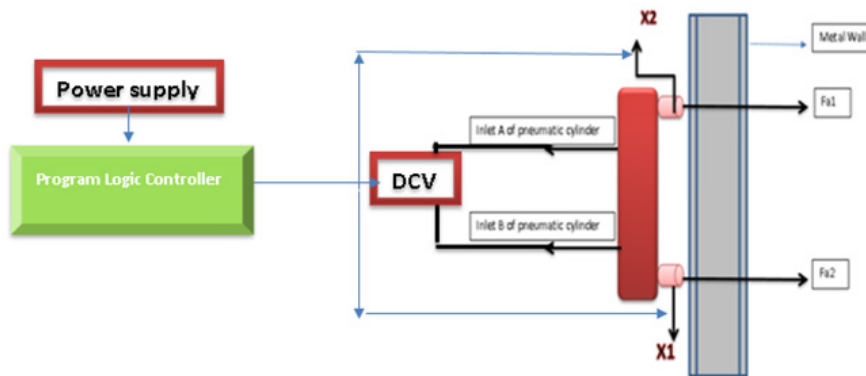 X2
Metal Wall
Power supply
Fa1
Inlet A of pneumatic cylinder
Program Logic Controller
DCV
Inlet B of pneumatic cylinder
Fa2
X1